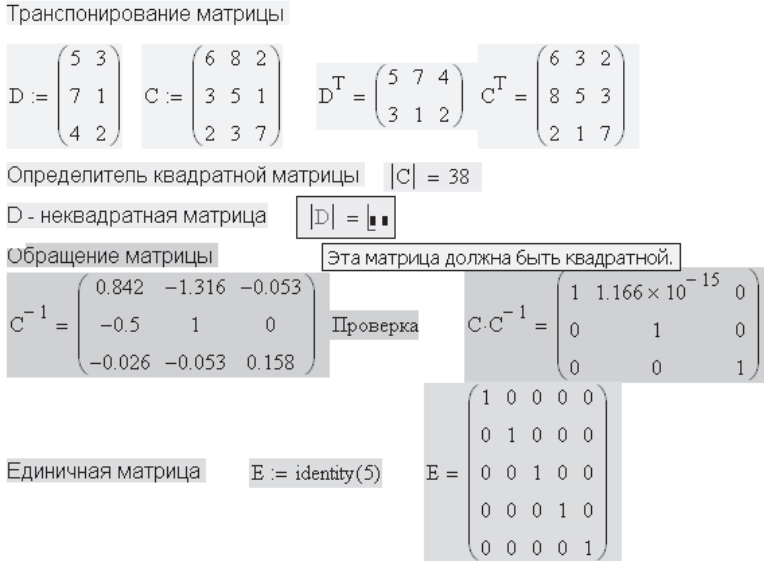 Транспонирование матрицы
D := (5 3; 7 1; 4 2) C := (6 8 2; 3 5 1; 2 3 7) D^T = (5 7 4; 3 1 2) C^T = (6 3 2; 8 5 3; 2 1 7)
Определитель квадратной матрицы |C| = 38
D - неквадратная матрица |D| =
Эта матрица должна быть квадратной.
Обращение матрицы
C^-1 = (0.842 −1.316 −0.053; −0.5 1 0; −0.026 −0.053 0.158) Проверка C·C^-1 = (1 1.166×10^-15 0; 0 1 0; 0 0 1)
Единичная матрица E := identity(5) E = (1 0 0 0 0; 0 1 0 0 0; 0 0 1 0 0; 0 0 0 1 0; 0 0 0 0 1)